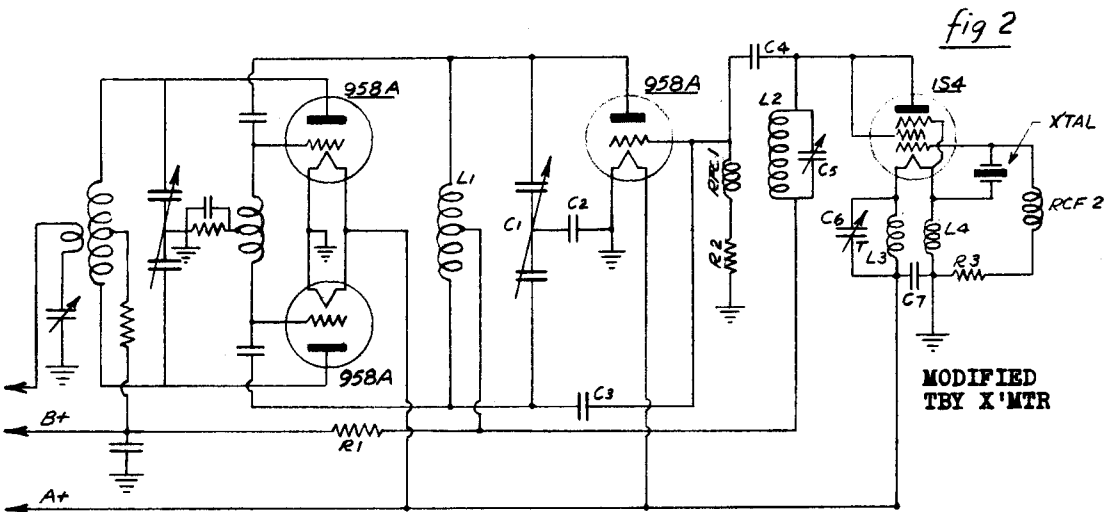 fig 2
958A
958A
958A
C4
1S4
L2
XTAL
C5
RFC1
L1
C1
C2
R2
C6
T
L3
L4
RCF 2
R3
C7
C3
MODIFIED
TBY X'MTR
B+
R1
A+